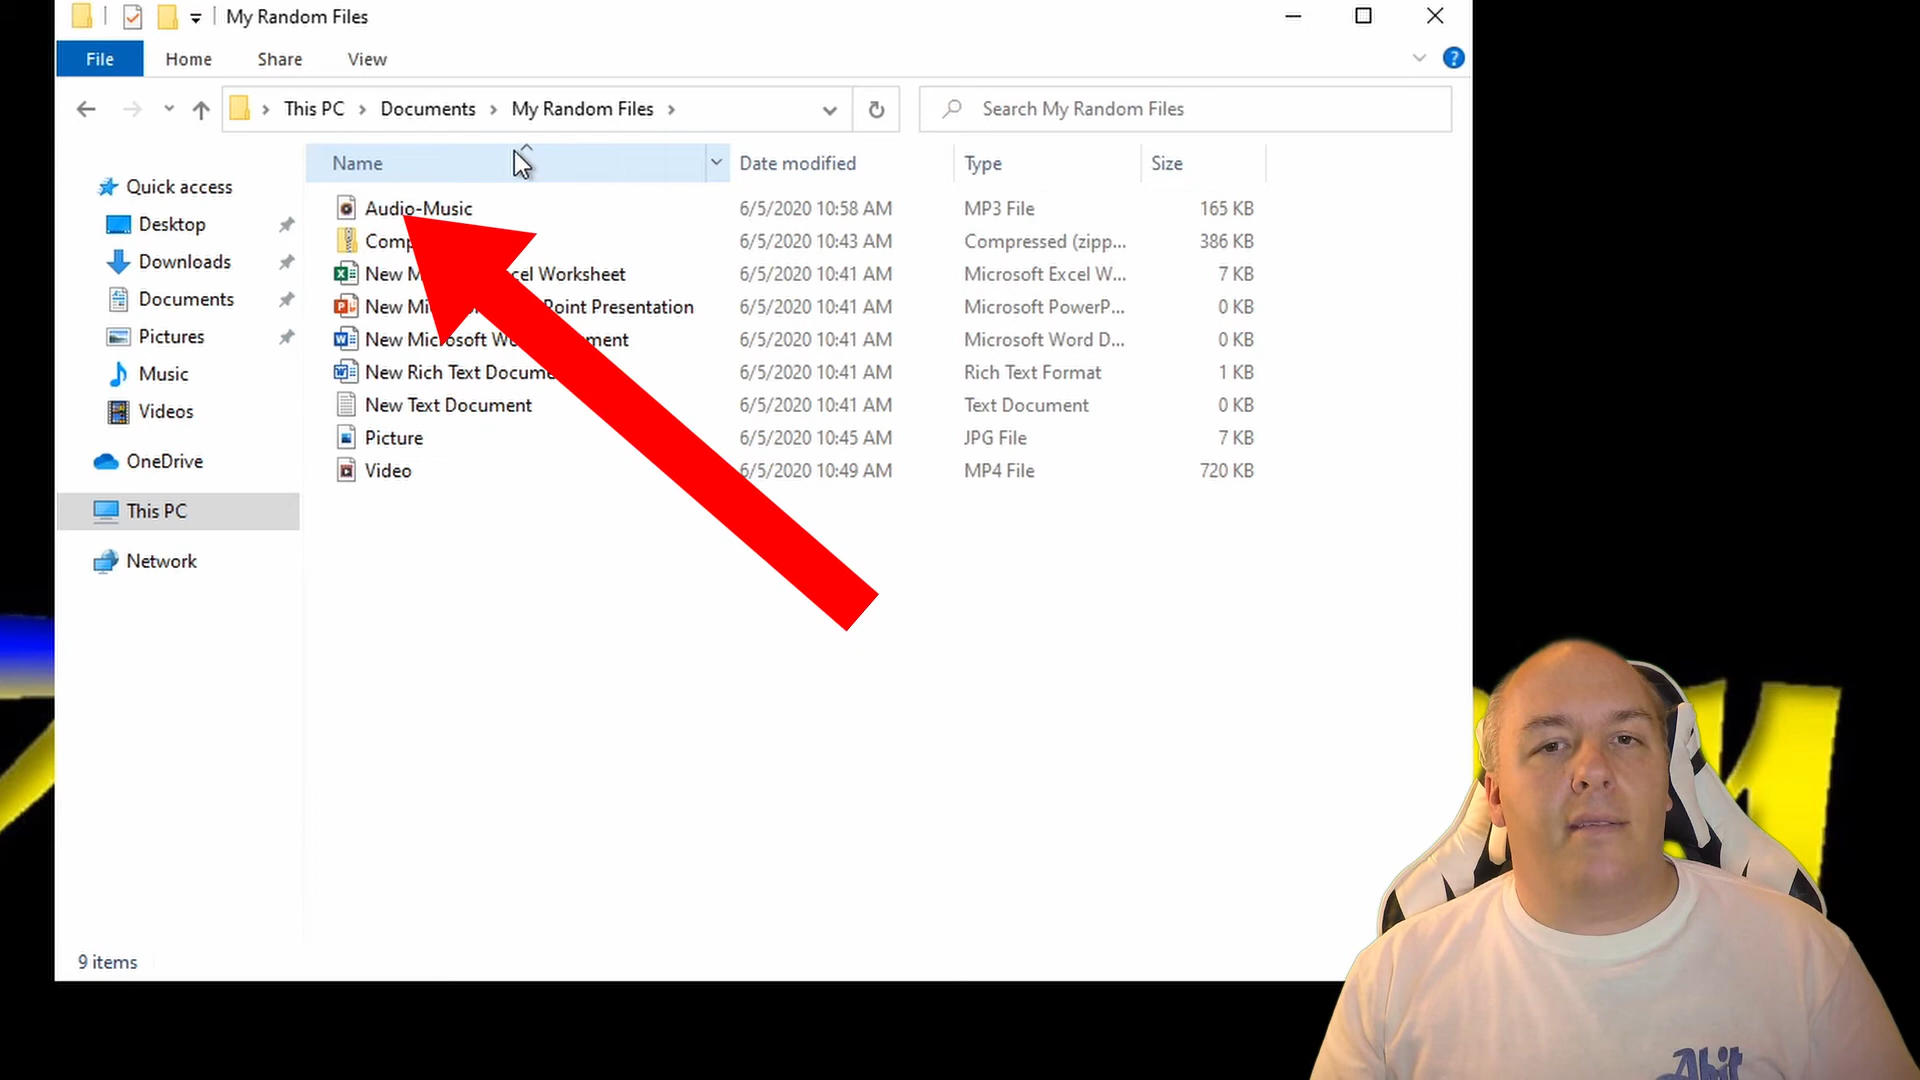 My Random Files
File Home Share View
This PC Documents My Random Files
Search My Random Files
Name Date modified Type Size
Quick access
Desktop
Downloads
Documents
Pictures
Music
Videos
OneDrive
This PC
Network
Audio-Music 6/5/2020 10:58 AM MP3 File 165 KB
6/5/2020 10:43 AM Compressed (zipp... 386 KB
New Worksheet 6/5/2020 10:41 AM Microsoft Excel W... 7 KB
New Point Presentation 6/5/2020 10:41 AM Microsoft PowerP... 0 KB
New Microsoft 6/5/2020 10:41 AM Microsoft Word D... 0 KB
New Rich Text 6/5/2020 10:41 AM Rich Text Format 1 KB
New Text Document 6/5/2020 10:41 AM Text Document 0 KB
Picture 6/5/2020 10:45 AM JPG File 7 KB
Video 6/5/2020 10:49 AM MP4 File 720 KB
9 items
Abit